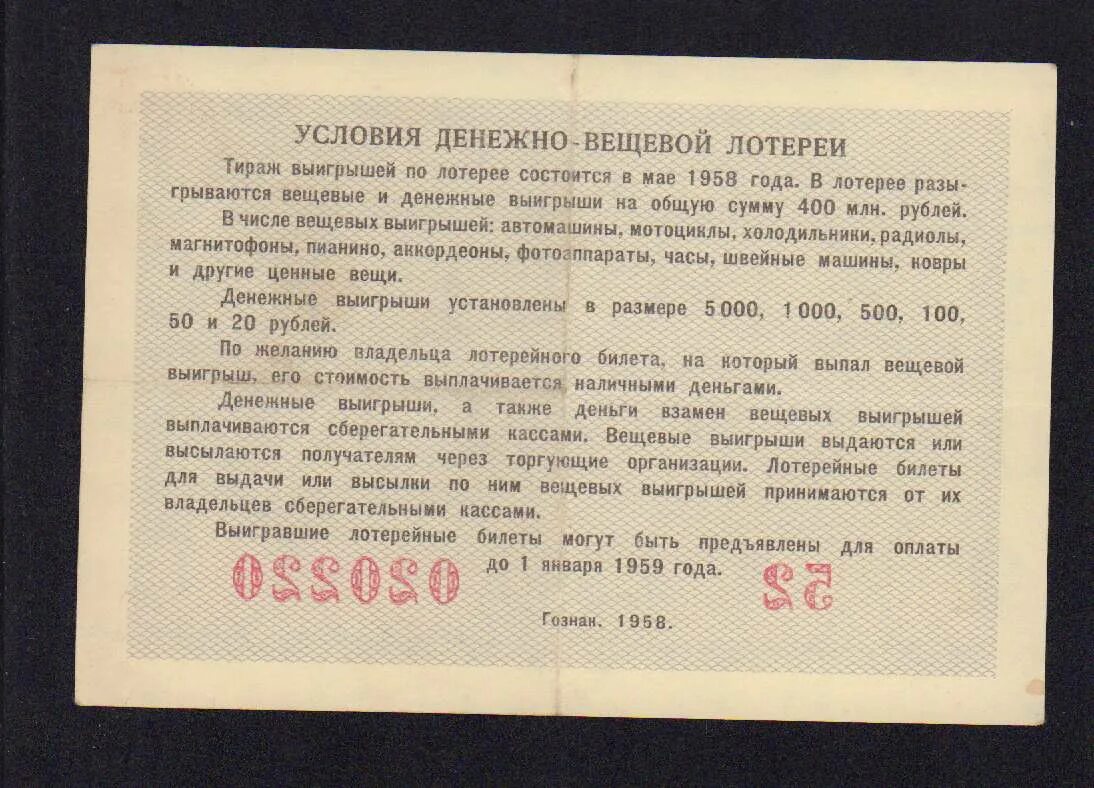 УСЛОВИЯ ДЕНЕЖНО-ВЕЩЕВОЙ ЛОТЕРЕИ
Тираж выигрышей по лотерее состоится в мае 1958 года. В лотерее разы-
грываются вещевые и денежные выигрыши на общую сумму 400 млн. рублей.
В числе вещевых выигрышей: автомашины, мотоциклы, холодильники, радиолы,
магнитофоны, пианино, аккордеоны, фотоаппараты, часы, швейные машины, ковры
и другие ценные вещи.
Денежные выигрыши установлены в размере 5 000, 1 000, 500, 100,
50 и 20 рублей.
По желанию владельца лотерейного билета, на который выпал вещевой
выигрыш, его стоимость выплачивается наличными деньгами.
Денежные выигрыши, а также деньги взамен вещевых выигрышей
выплачиваются сберегательными кассами. Вещевые выигрыши выдаются или
высылаются получателям через торгующие организации. Лотерейные билеты
для выдачи или высылки по ним вещевых выигрышей принимаются от их
владельцев сберегательными кассами.
Выигравшие лотерейные билеты могут быть предъявлены для оплаты
до 1 января 1959 года.
020220 52
Гознак. 1958.